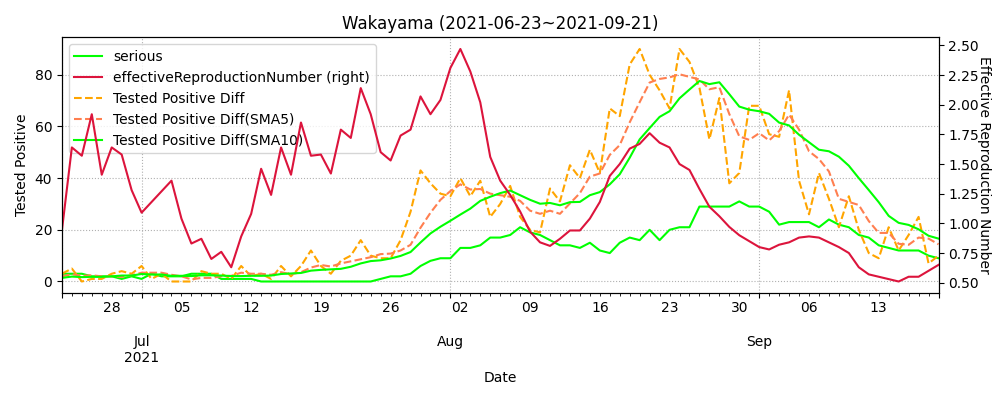 Wakayama (2021-06-23~2021-09-21)
serious
effectiveReproductionNumber (right)
Tested Positive Diff
Tested Positive Diff(SMA5)
Tested Positive Diff(SMA10)
Tested Positive
80
60
40
20
0
2.50
2.25
2.00
1.75
1.50
1.25
1.00
0.75
0.50
Effective Reproduction Number
28 05 12 19 26 02 09 16 23 30 06 13
Jul Aug Sep
2021
Date